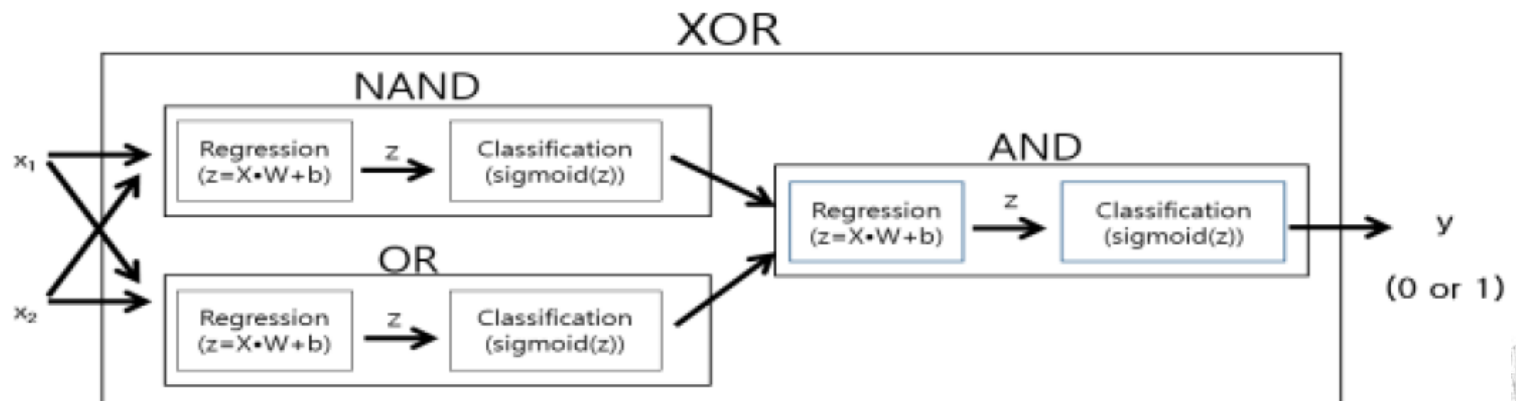 XOR
NAND
x₁
Regression
(z=X•W+b)
z
Classification
(sigmoid(z))
AND
Regression
(z=X•W+b)
z
Classification
(sigmoid(z))
y
(0 or 1)
OR
x₂
Regression
(z=X•W+b)
z
Classification
(sigmoid(z))